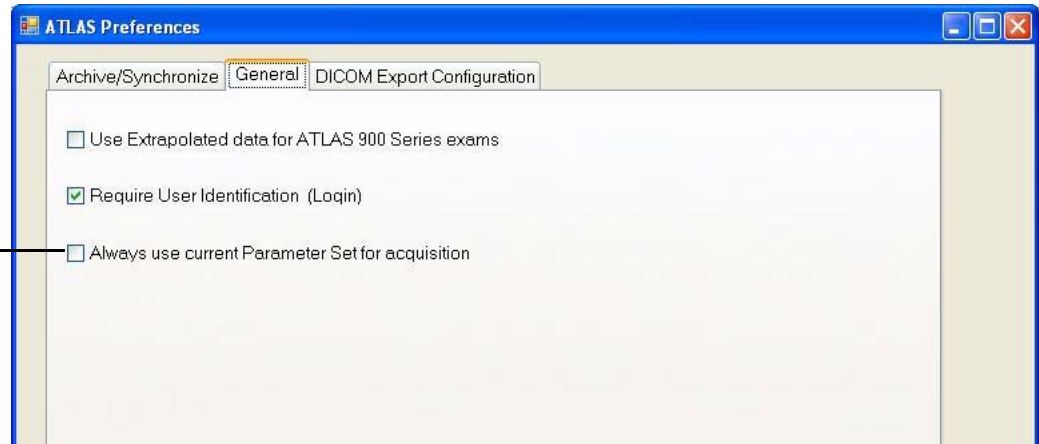 ATLAS Preferences
Archive/Synchronize General DICOM Export Configuration
Use Extrapolated data for ATLAS 900 Series exams
Require User Identification (Login)
Always use current Parameter Set for acquisition